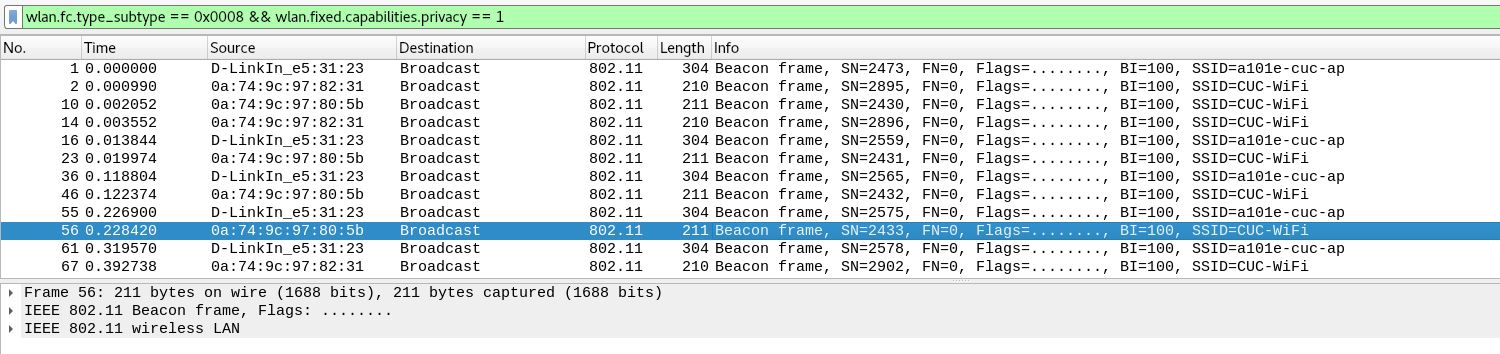 wlan.fc.type_subtype == 0x0008 && wlan.fixed.capabilities.privacy == 1
No. Time Source Destination Protocol Length Info
1 0.000000 D-LinkIn_e5:31:23 Broadcast 802.11 304 Beacon frame, SN=2473, FN=0, Flags=........, BI=100, SSID=a101e-cuc-ap
2 0.000990 0a:74:9c:97:82:31 Broadcast 802.11 210 Beacon frame, SN=2895, FN=0, Flags=........, BI=100, SSID=CUC-WiFi
10 0.002052 0a:74:9c:97:80:5b Broadcast 802.11 211 Beacon frame, SN=2430, FN=0, Flags=........, BI=100, SSID=CUC-WiFi
14 0.003552 0a:74:9c:97:82:31 Broadcast 802.11 210 Beacon frame, SN=2896, FN=0, Flags=........, BI=100, SSID=CUC-WiFi
16 0.013844 D-LinkIn_e5:31:23 Broadcast 802.11 304 Beacon frame, SN=2559, FN=0, Flags=........, BI=100, SSID=a101e-cuc-ap
23 0.019974 0a:74:9c:97:80:5b Broadcast 802.11 211 Beacon frame, SN=2431, FN=0, Flags=........, BI=100, SSID=CUC-WiFi
36 0.118804 D-LinkIn_e5:31:23 Broadcast 802.11 304 Beacon frame, SN=2565, FN=0, Flags=........, BI=100, SSID=a101e-cuc-ap
46 0.122374 0a:74:9c:97:80:5b Broadcast 802.11 211 Beacon frame, SN=2432, FN=0, Flags=........, BI=100, SSID=CUC-WiFi
55 0.226900 D-LinkIn_e5:31:23 Broadcast 802.11 304 Beacon frame, SN=2575, FN=0, Flags=........, BI=100, SSID=a101e-cuc-ap
56 0.228420 0a:74:9c:97:80:5b Broadcast 802.11 211 Beacon frame, SN=2433, FN=0, Flags=........, BI=100, SSID=CUC-WiFi
61 0.319570 D-LinkIn_e5:31:23 Broadcast 802.11 304 Beacon frame, SN=2578, FN=0, Flags=........, BI=100, SSID=a101e-cuc-ap
67 0.392738 0a:74:9c:97:82:31 Broadcast 802.11 210 Beacon frame, SN=2902, FN=0, Flags=........, BI=100, SSID=CUC-WiFi
Frame 56: 211 bytes on wire (1688 bits), 211 bytes captured (1688 bits)
IEEE 802.11 Beacon frame, Flags: ........
IEEE 802.11 wireless LAN